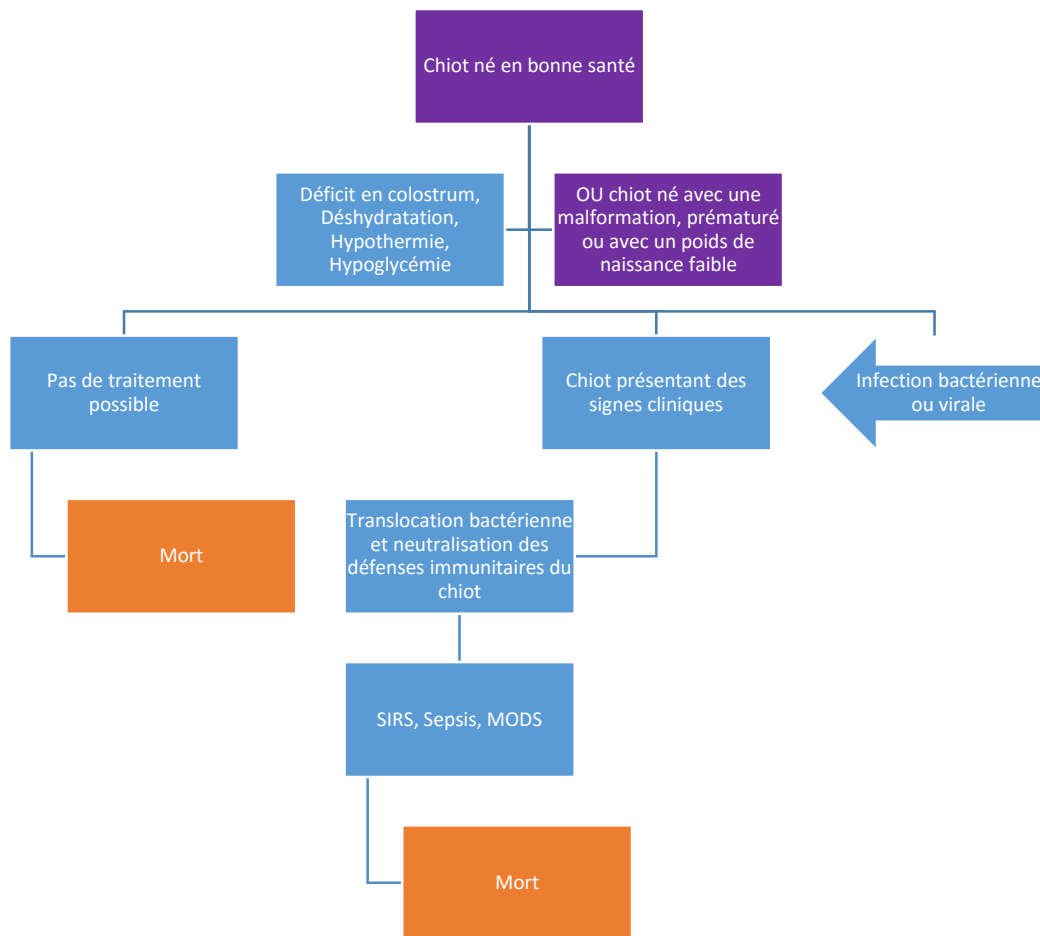 Chiot né en bonne santé
Déficit en colostrum,
Déshydratation,
Hypothermie,
Hypoglycémie
OU chiot né avec une
malformation, prématuré
ou avec un poids de
naissance faible
Pas de traitement
possible
Chiot présentant des
signes cliniques
Infection bactérienne
ou virale
Mort
Translocation bactérienne
et neutralisation des
défenses immunitaires du
chiot
SIRS, Sepsis, MODS
Mort